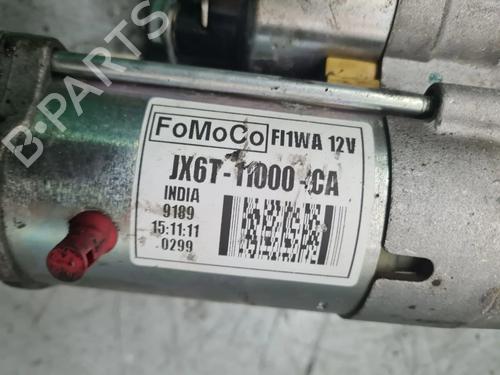 B-PARTS
FoMoCo FI1WA 12V
JX6T-11000-CA
INDIA
9189
15:11:11
0299